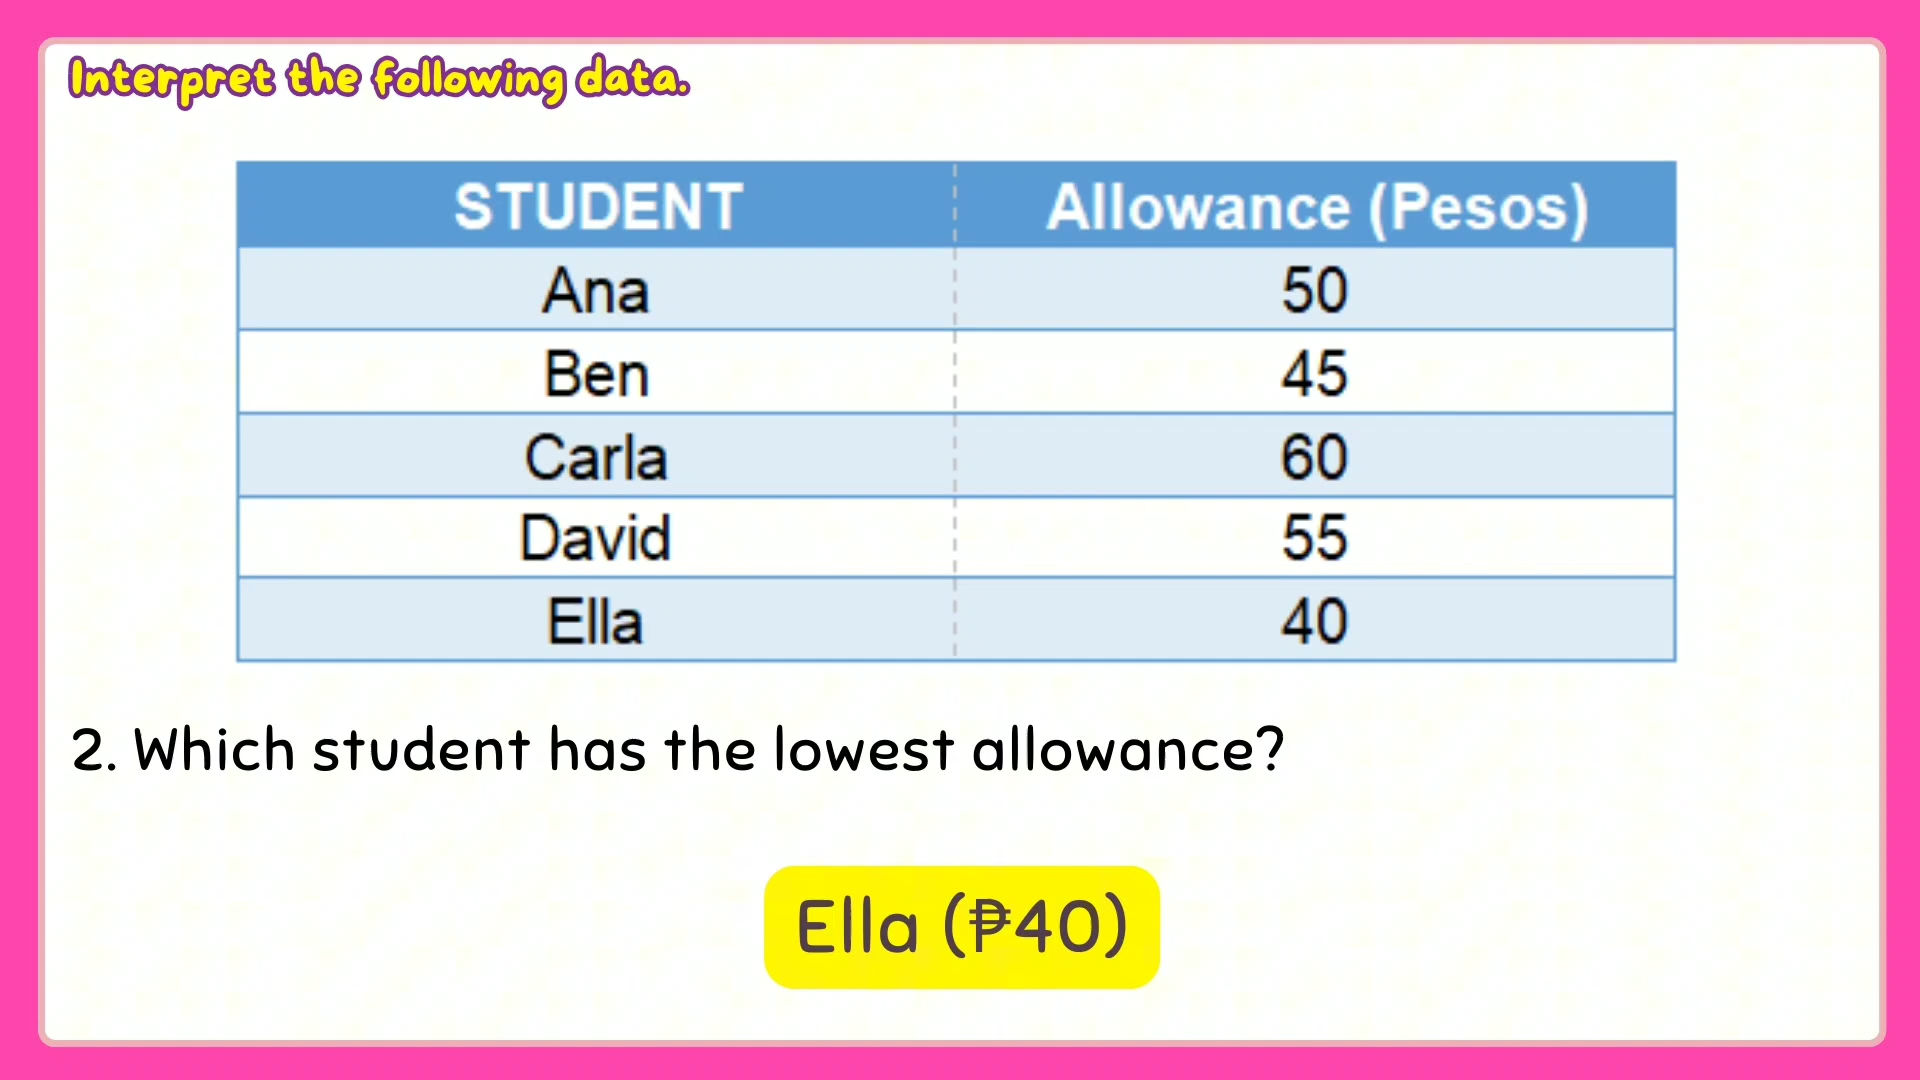 Interpret the following data.
STUDENT Allowance (Pesos)
Ana 50
Ben 45
Carla 60
David 55
Ella 40
2. Which student has the lowest allowance?
Ella (₱40)